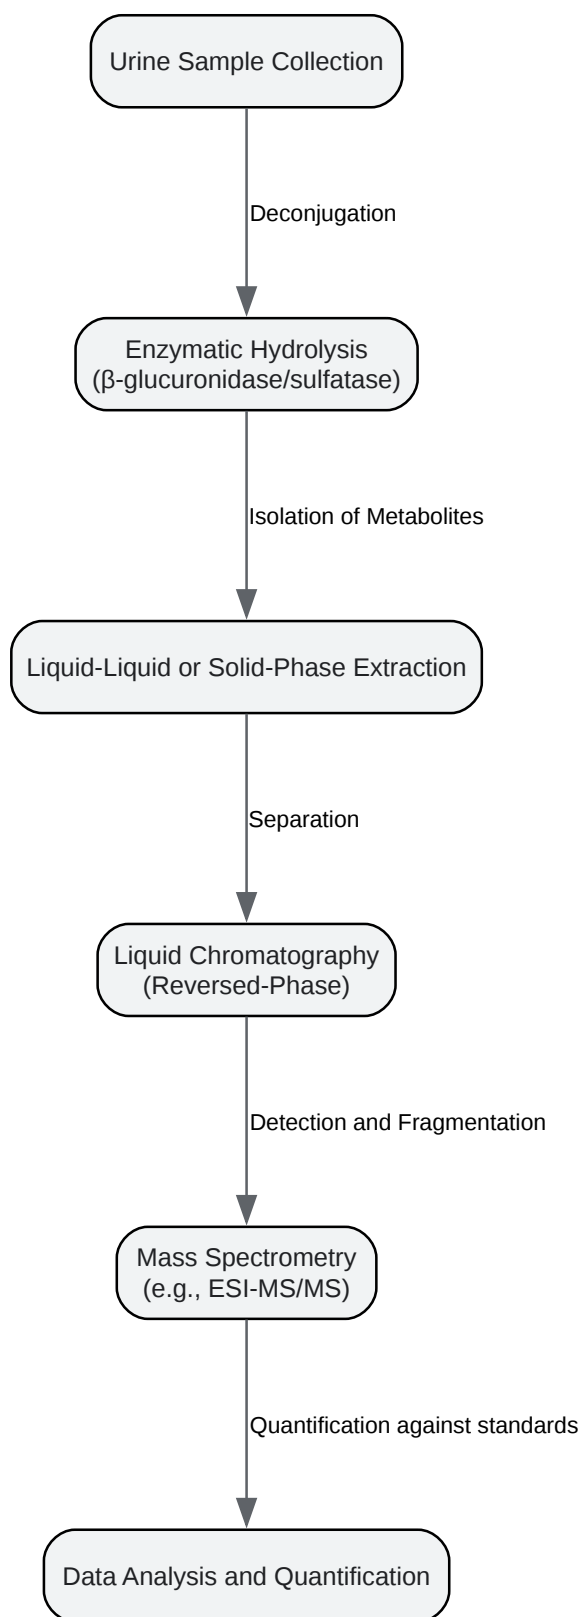 Urine Sample Collection
Deconjugation
Enzymatic Hydrolysis
(β-glucuronidase/sulfatase)
Isolation of Metabolites
Liquid-Liquid or Solid-Phase Extraction
Separation
Liquid Chromatography
(Reversed-Phase)
Detection and Fragmentation
Mass Spectrometry
(e.g., ESI-MS/MS)
Quantification against standards
Data Analysis and Quantification